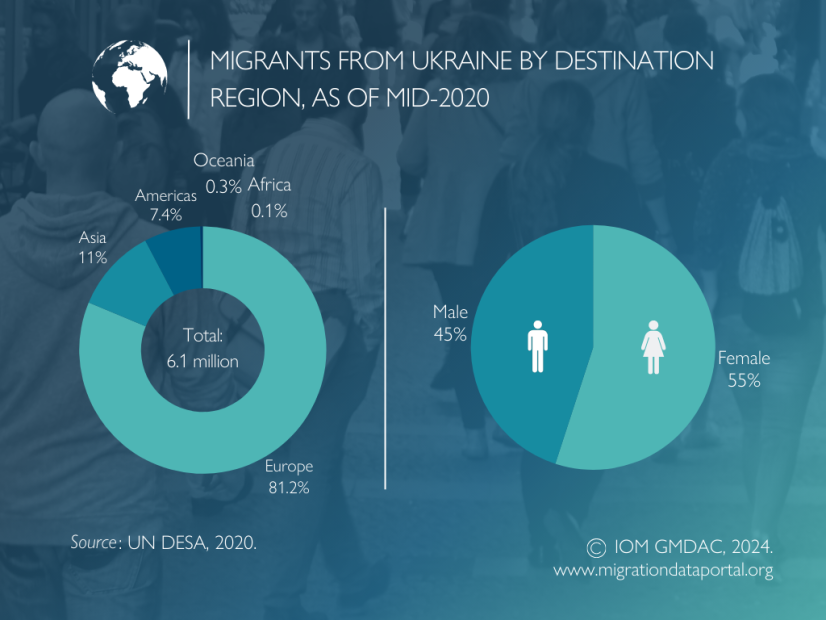 MIGRANTS FROM UKRAINE BY DESTINATION
REGION, AS OF MID-2020
Oceania
0.3%
Africa
0.1%
Americas
7.4%
Asia
11%
Total:
6.1 million
Europe
81.2%
Male
45%
Female
55%
Source: UN DESA, 2020.
© IOM GMDAC, 2024.
www.migrationdataportal.org